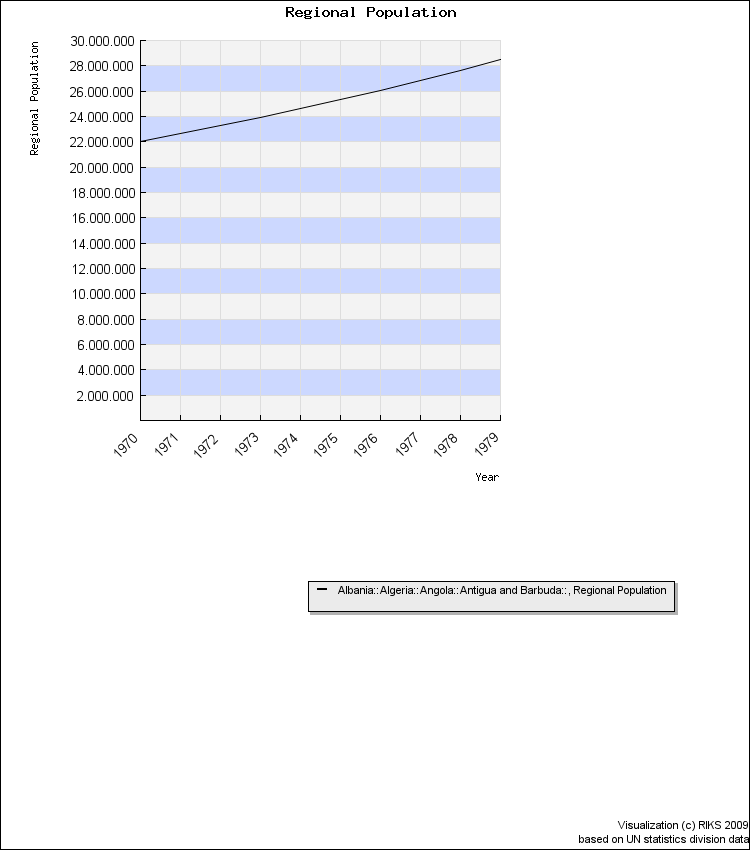 Regional Population
Regional Population
30.000.000
28.000.000
26.000.000
24.000.000
22.000.000
20.000.000
18.000.000
16.000.000
14.000.000
12.000.000
10.000.000
8.000.000
6.000.000
4.000.000
2.000.000
1970 1971 1972 1973 1974 1975 1976 1977 1978 1979
Year
Albania::Algeria::Angola::Antigua and Barbuda::, Regional Population
Visualization (c) RIKS 2009
based on UN statistics division data